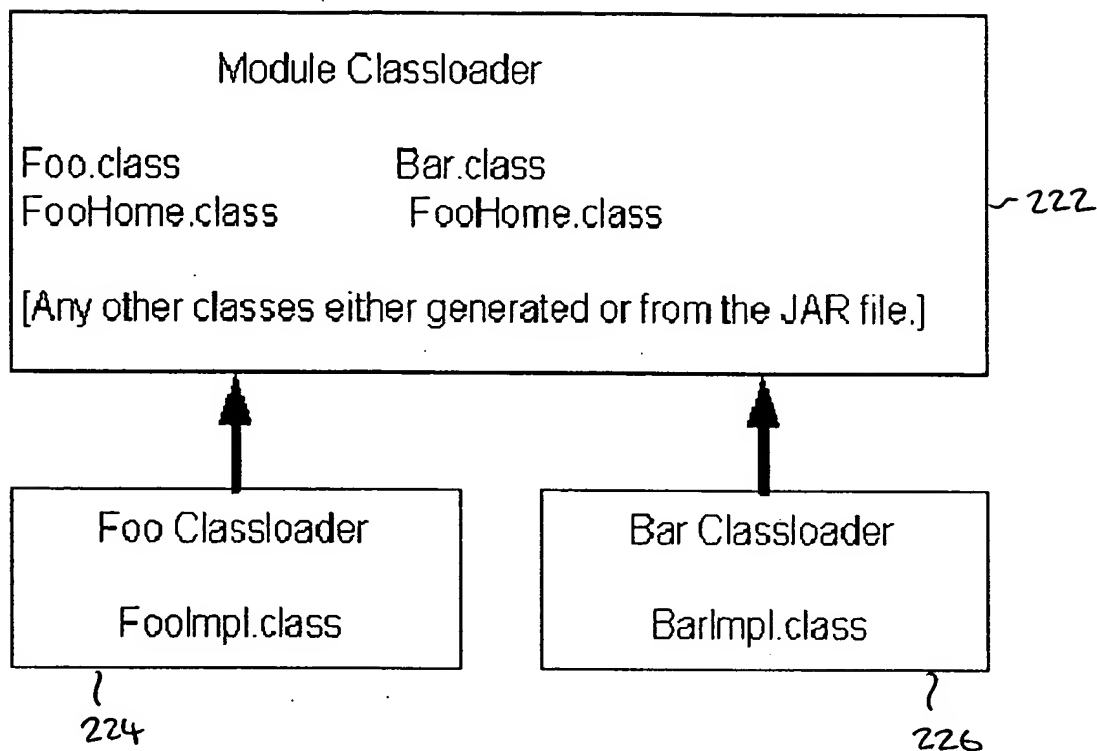 Module Classloader
Foo.class Bar.class
FooHome.class FooHome.class
222
[Any other classes either generated or from the JAR file.]
Foo Classloader Bar Classloader
FooImpl.class BarImpl.class
224 226